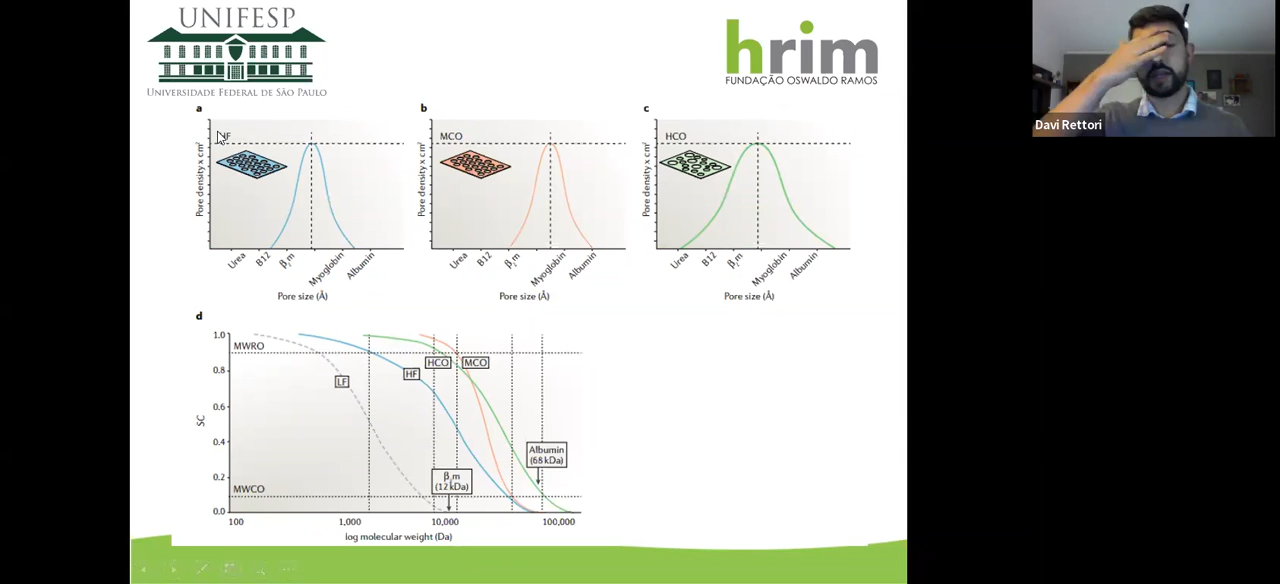 UNIFESP
UNIVERSIDADE FEDERAL DE SÃO PAULO
hrim
FUNDAÇÃO OSWALDO RAMOS
Davi Rettori
a
HF
Pore density x cm²
Urea
B12
β₂m
Myoglobin
Albumin
Pore size (Å)
b
MCO
Pore density x cm²
Urea
B12
β₂m
Myoglobin
Albumin
Pore size (Å)
c
HCO
Pore density x cm²
Urea
B12
β₂m
Myoglobin
Albumin
Pore size (Å)
d
1.0
MWRO
0.8
LF
HF
HCO
MCO
0.6
SC
0.4
Albumin
(68 kDa)
0.2
β₂m
(12 kDa)
MWCO
0.0
100
1,000
10,000
100,000
log molecular weight (Da)